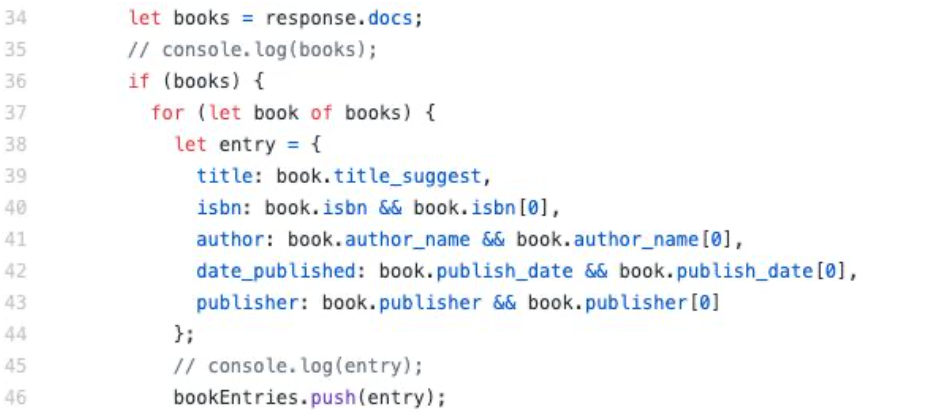 34 let books = response.docs;
35 // console.log(books);
36 if (books) {
37 for (let book of books) {
38 let entry = {
39 title: book.title_suggest,
40 isbn: book.isbn && book.isbn[0],
41 author: book.author_name && book.author_name[0],
42 date_published: book.publish_date && book.publish_date[0],
43 publisher: book.publisher && book.publisher[0]
44 };
45 // console.log(entry);
46 bookEntries.push(entry);